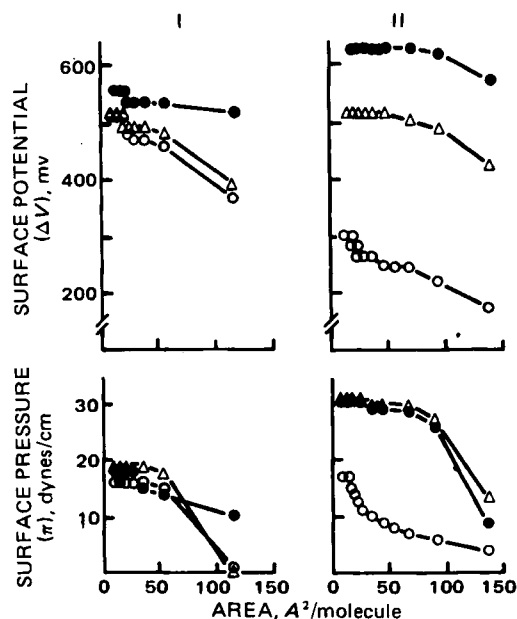 I II
SURFACE POTENTIAL
(ΔV), mv
600
400
200
SURFACE PRESSURE
(π), dynes/cm
30
20
10
0 50 100 150 0 50 100 150
AREA, A²/molecule